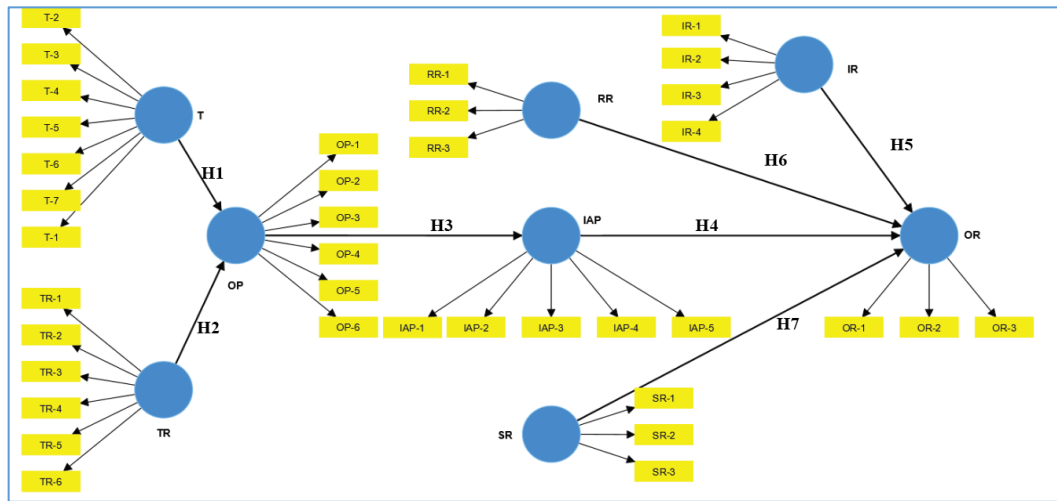 T-2
T-3
T-4
T-5
T-6
T-7
T-1
T
H1
TR-1
TR-2
TR-3
TR-4
TR-5
TR-6
TR
H2
OP
OP-1
OP-2
OP-3
OP-4
OP-5
OP-6
H3
RR-1
RR-2
RR-3
RR
H6
IR-1
IR-2
IR-3
IR-4
IR
H5
IAP
H4
IAP-1
IAP-2
IAP-3
IAP-4
IAP-5
OR
OR-1
OR-2
OR-3
H7
SR
SR-1
SR-2
SR-3